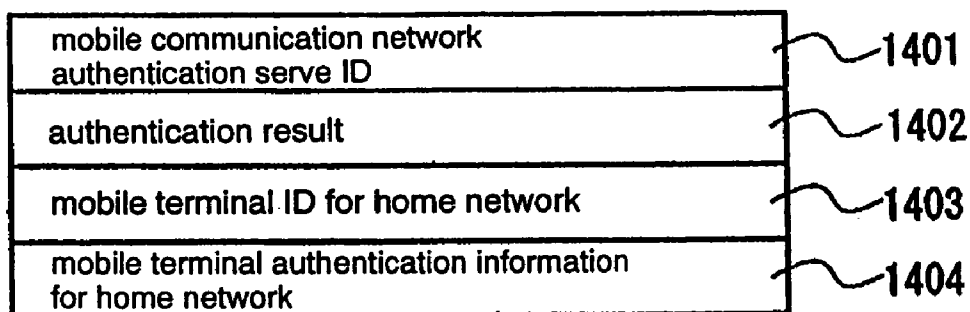 mobile communication network
authentication serve ID
1401
authentication result
1402
mobile terminal ID for home network
1403
mobile terminal authentication information
for home network
1404